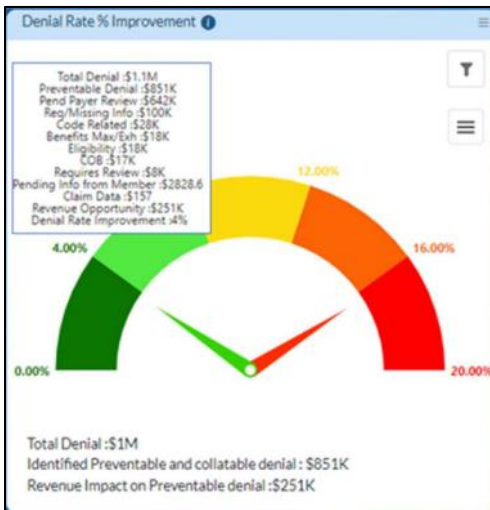 Denial Rate % Improvement
Total Denial :$1.1M
Preventable Denial :$851K
Pend Payer Review :$642K
Req/Missing Info :$100K
Code Related :$28K
Benefits Max/Exh :$18K
Eligibility :$18K
COB :$17K
Requires Review :$8K
Pending Info from Member :$2828.6
Claim Data :$157
Revenue Opportunity :$251K
Denial Rate Improvement :4%
12.00%
4.00%
16.00%
0.00%
20.00%
Total Denial :$1M
Identified Preventable and collatable denial : $851K
Revenue Impact on Preventable denial :$251K